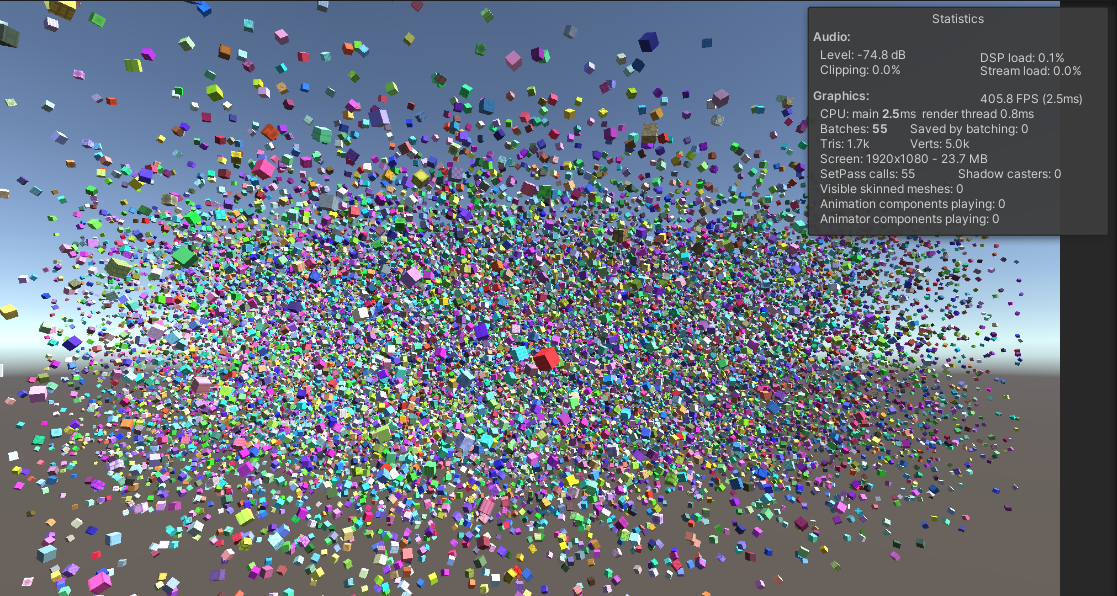 Statistics
Audio:
Level: -74.8 dB DSP load: 0.1%
Clipping: 0.0% Stream load: 0.0%
Graphics: 405.8 FPS (2.5ms)
CPU: main 2.5ms render thread 0.8ms
Batches: 55 Saved by batching: 0
Tris: 1.7k Verts: 5.0k
Screen: 1920x1080 - 23.7 MB
SetPass calls: 55 Shadow casters: 0
Visible skinned meshes: 0
Animation components playing: 0
Animator components playing: 0